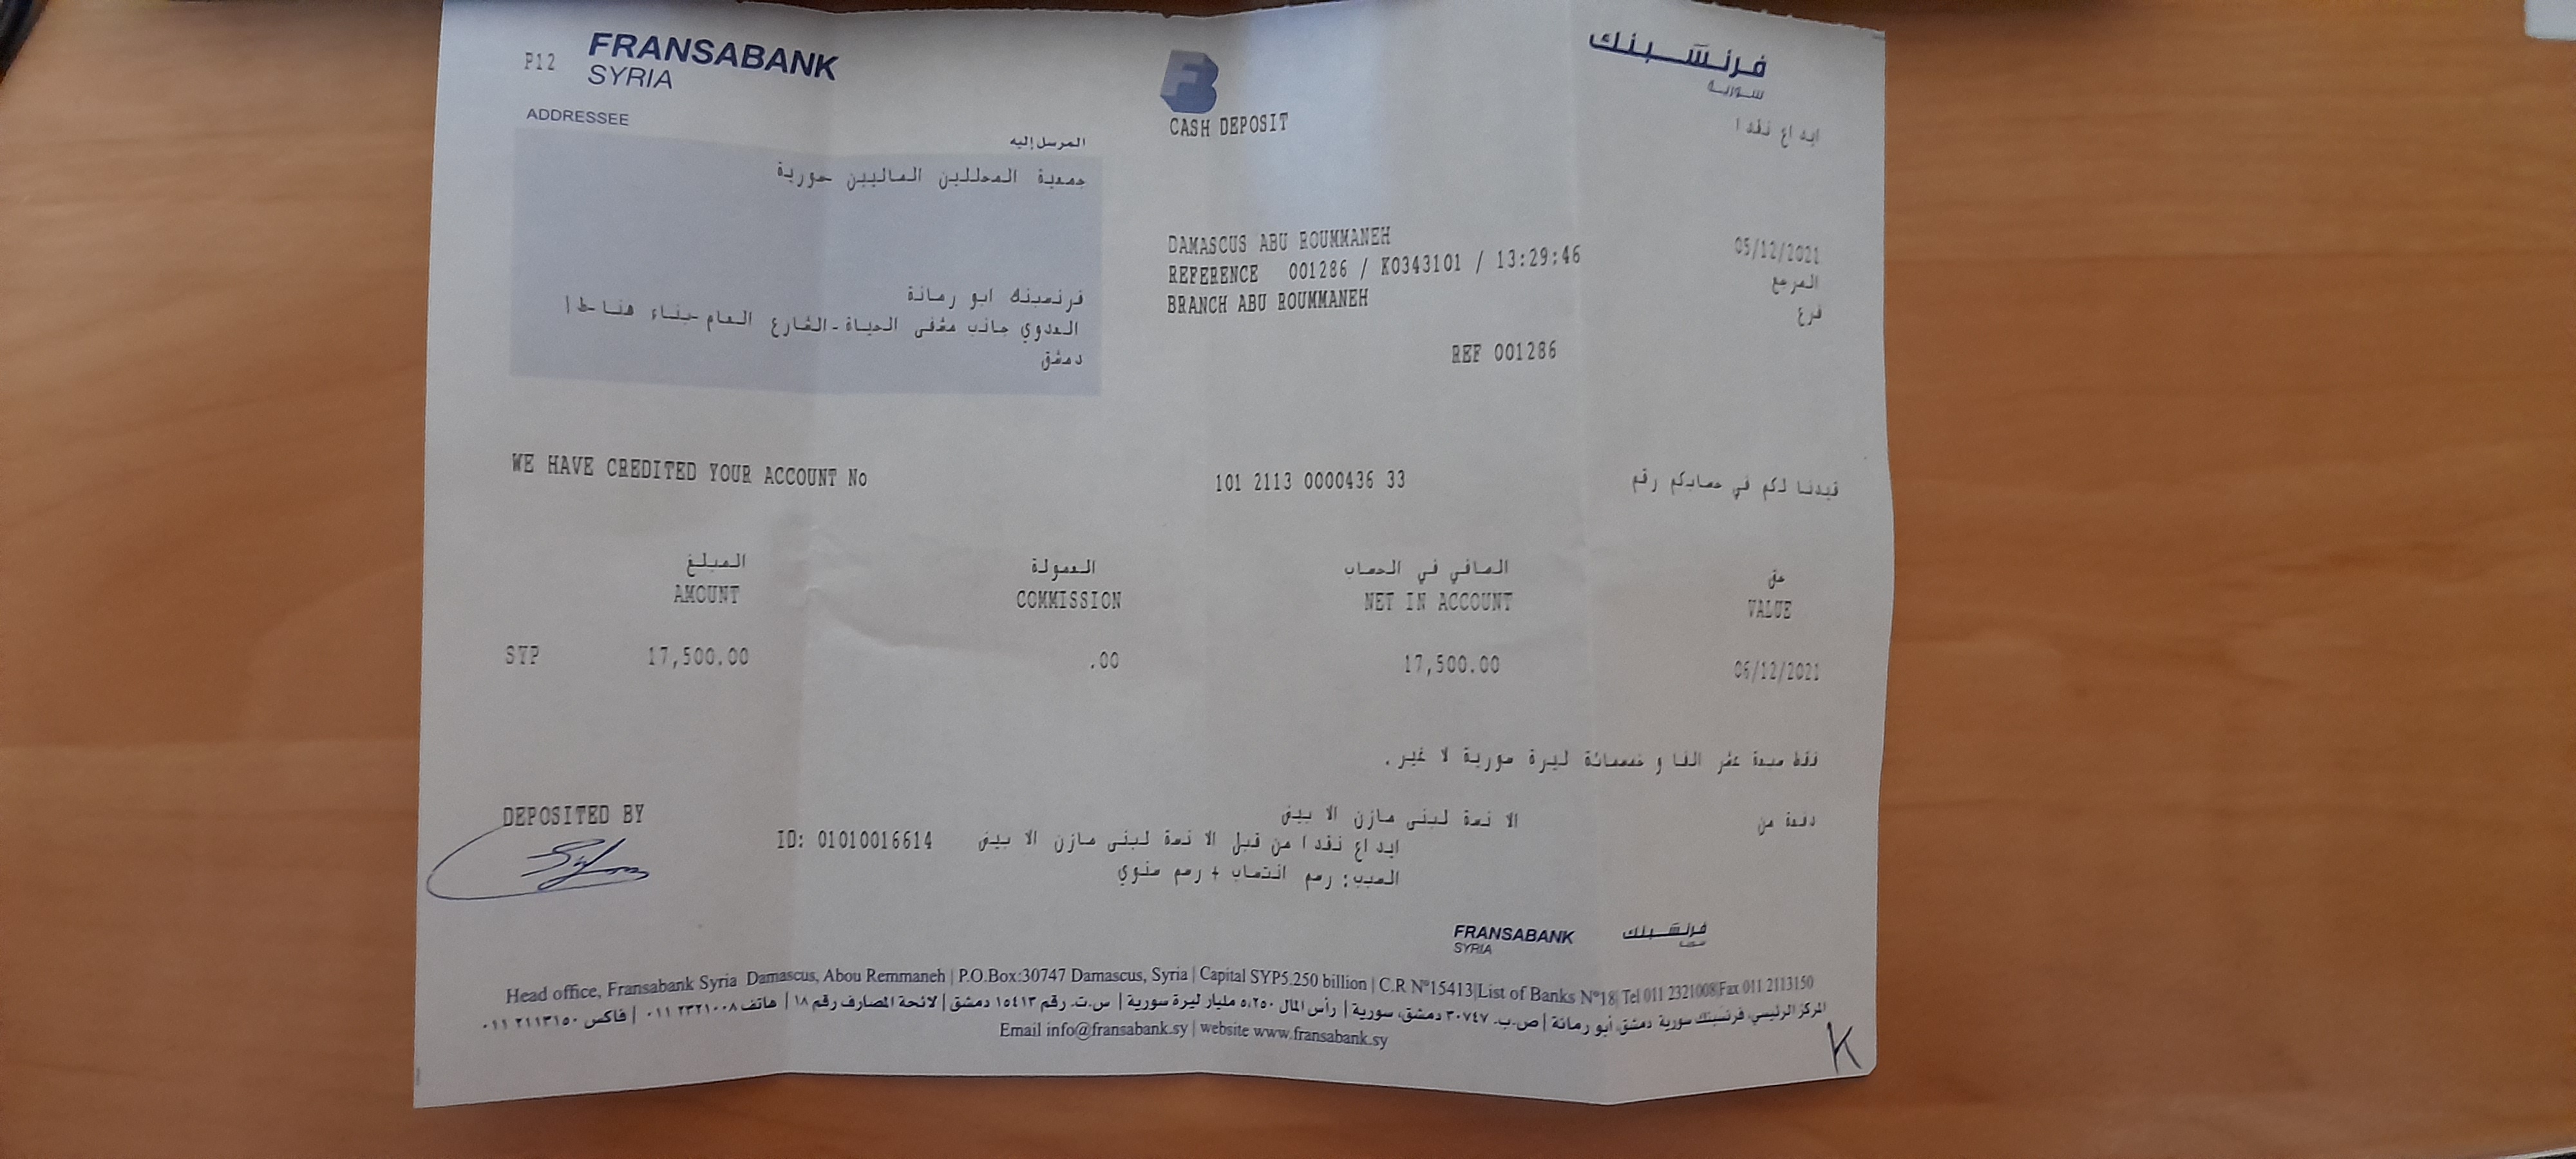 P12 FRANSABANK
SYRIA
فرنسبنك
سورية
ADDRESSEE
المرسل إليه
CASH DEPOSIT
ايداع نقدا
جمعية المحللين الماليين سورية
DAMASCUS ABU ROUMMANEH
05/12/2021
REFERENCE 001286 / K0343101 / 13:29:46
المرجع
BRANCH ABU ROUMMANEH
فرع
فرنسبنك ابو رمانة
العدوي جانب مشفى الحياة-الشارع العام-بناء هنا-ط1
دمشق
REF 001286
WE HAVE CREDITED YOUR ACCOUNT No 101 2113 0000436 33 قيدنا لكم في حسابكم رقم
المبلغ العمولة الصافي في الحساب حق
AMOUNT COMMISSION NET IN ACCOUNT VALUE
SYP 17,500.00 .00 17,500.00 06/12/2021
فقط سبعة عشر الفا و خمسمائة ليرة سورية لا غير .
DEPOSITED BY
دفعة من الانسة لبنى مازن الابيض
ID: 01010016614 ايداع نقدا من قبل الانسة لبنى مازن الابيض
السبب: رسم انتساب + رسم سنوي
FRANSABANK
SYRIA
فرنسبنك
سورية
Head office, Fransabank Syria Damascus, Abou Remmaneh | P.O.Box:30747 Damascus, Syria | Capital SYP5.250 billion | C.R Nº15413|List of Banks Nº18| Tel 011 2321008|Fax 011 2113150
المركز الرئيسي، فرنسبنك سورية دمشق، أبو رمانة | ص.ب. ٣٠٧٤٧ دمشق، سورية | رأس المال ٥،٢٥٠ مليار ليرة سورية | س.ت. رقم ١٥٤١٣ دمشق | لائحة المصارف رقم ١٨ | هاتف ٠١١ ٢٣٢١٠٠٨ | فاكس ٠١١ ٢١١٣١٥٠
Email info@fransabank.sy | website www.fransabank.sy
K